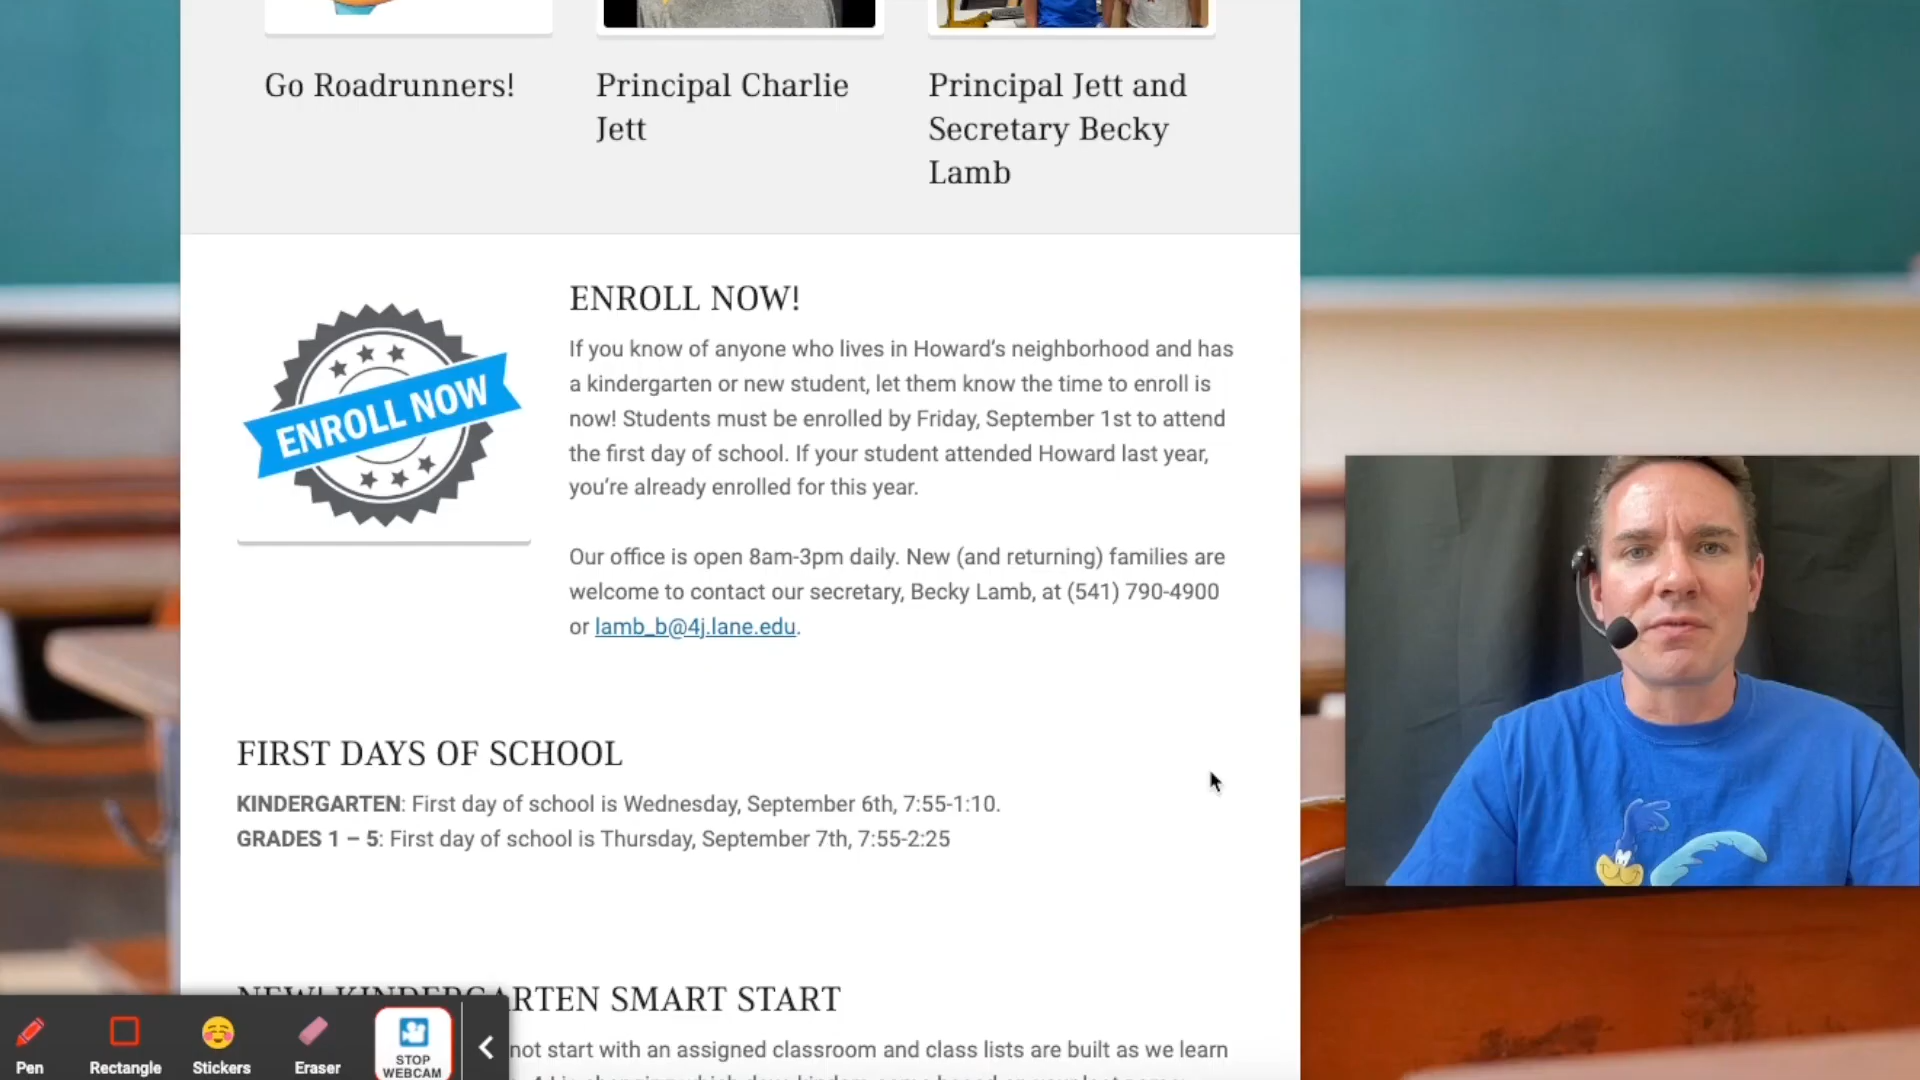 Go Roadrunners!
Principal Charlie
Jett
Principal Jett and
Secretary Becky
Lamb
ENROLL NOW
ENROLL NOW!
If you know of anyone who lives in Howard’s neighborhood and has
a kindergarten or new student, let them know the time to enroll is
now! Students must be enrolled by Friday, September 1st to attend
the first day of school. If your student attended Howard last year,
you’re already enrolled for this year.
Our office is open 8am-3pm daily. New (and returning) families are
welcome to contact our secretary, Becky Lamb, at (541) 790-4900
or lamb_b@4j.lane.edu.
FIRST DAYS OF SCHOOL
KINDERGARTEN: First day of school is Wednesday, September 6th, 7:55-1:10.
GRADES 1 – 5: First day of school is Thursday, September 7th, 7:55-2:25
NEW! KINDERGARTEN SMART START
not start with an assigned classroom and class lists are built as we learn
Pen
Rectangle
Stickers
Eraser
STOP
WEBCAM